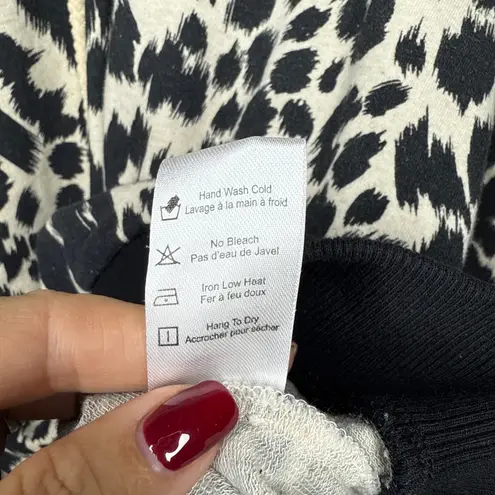 Hand Wash Cold
Lavage à la main à froid
No Bleach
Pas d'eau de Javel
Iron Low Heat
Fer à feu doux
Hang To Dry
Accrocher pour sécher